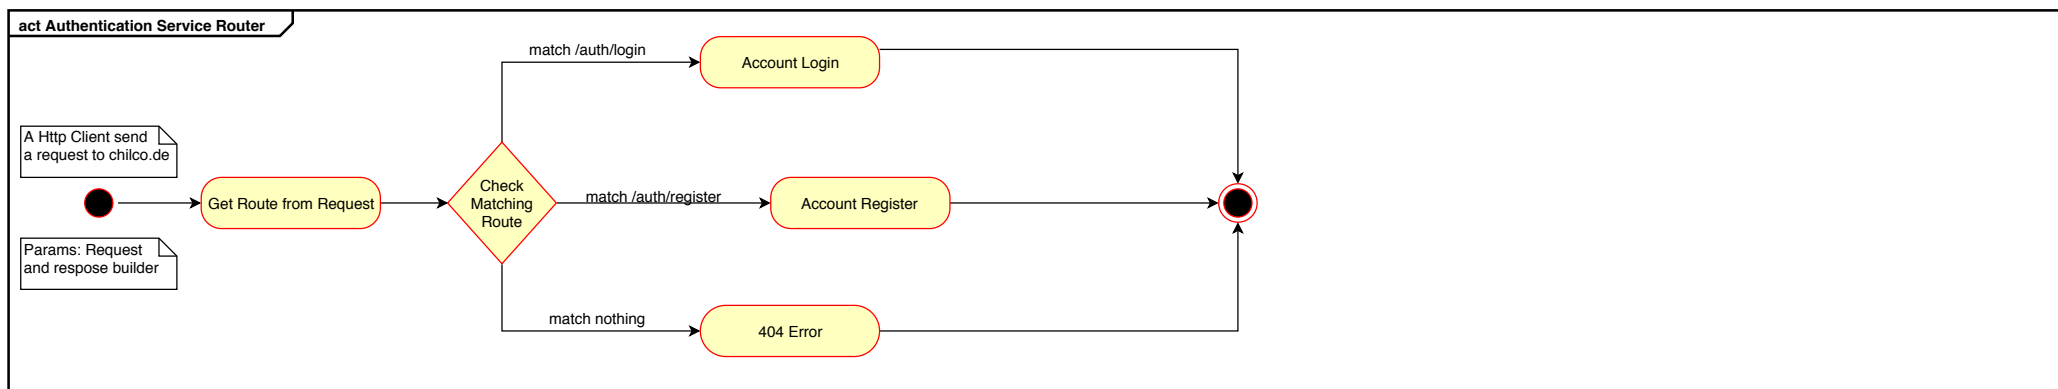 act Authentication Service Router
match /auth/login
Account Login
A Http Client send
a request to chilco.de
Get Route from Request
Check
Matching
Route
match /auth/register
Account Register
Params: Request
and respose builder
match nothing
404 Error